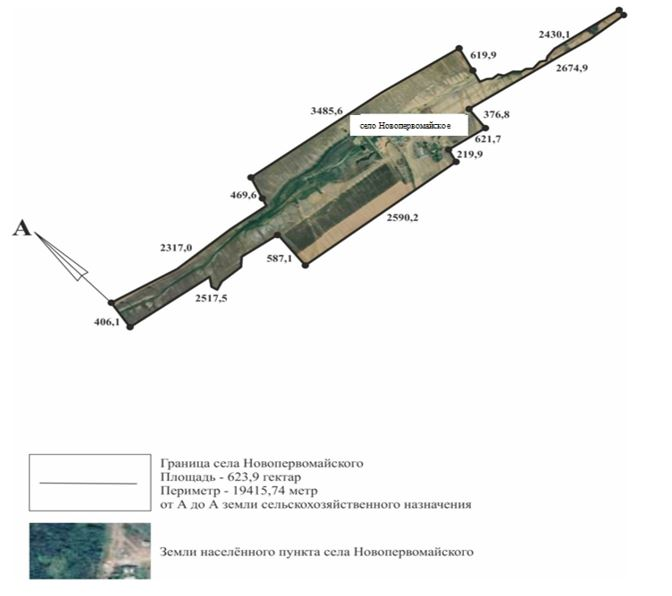 2430,1
619,9
2674,9
3485,6
376,8
село Новопервомайское
621,7
219,9
469,6
2590,2
А
2317,0
587,1
2517,5
406,1
Граница села Новопервомайского
Площадь - 623,9 гектар
Периметр - 19415,74 метр
от А до А земли сельскохозяйственного назначения
Земли населённого пункта села Новопервомайского